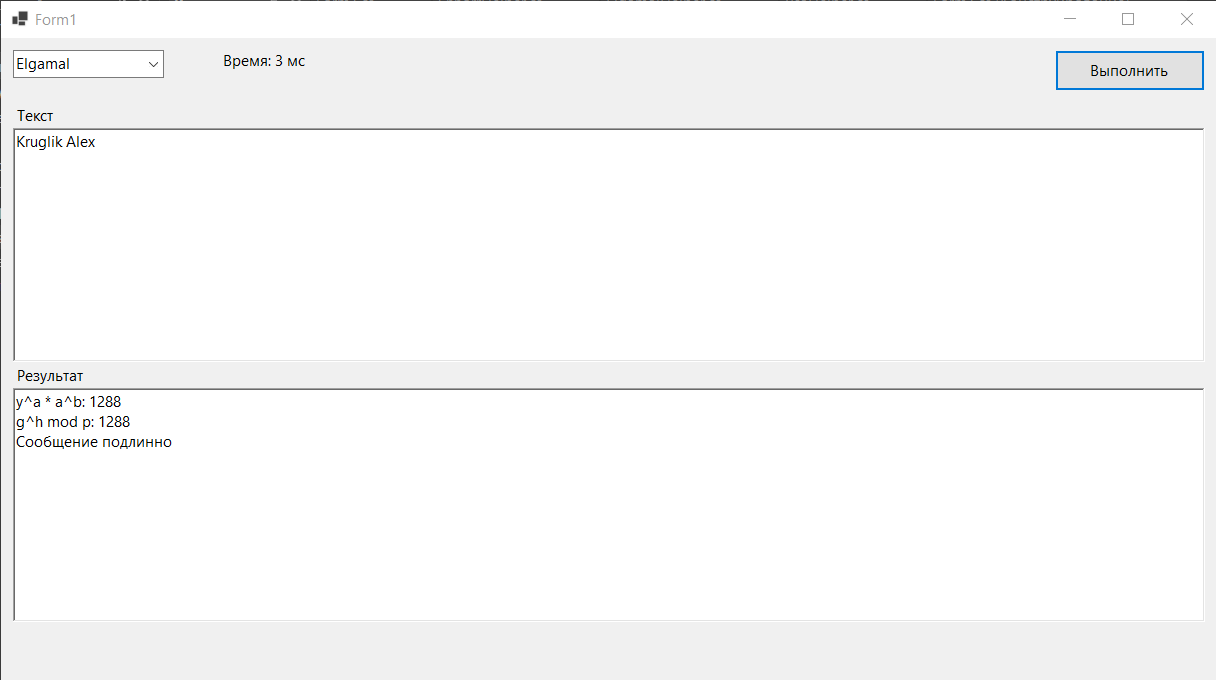 Form1
Elgamal
Время: 3 мс
Выполнить
Текст
Kruglik Alex
Результат
y^a * a^b: 1288
g^h mod p: 1288
Сообщение подлинно